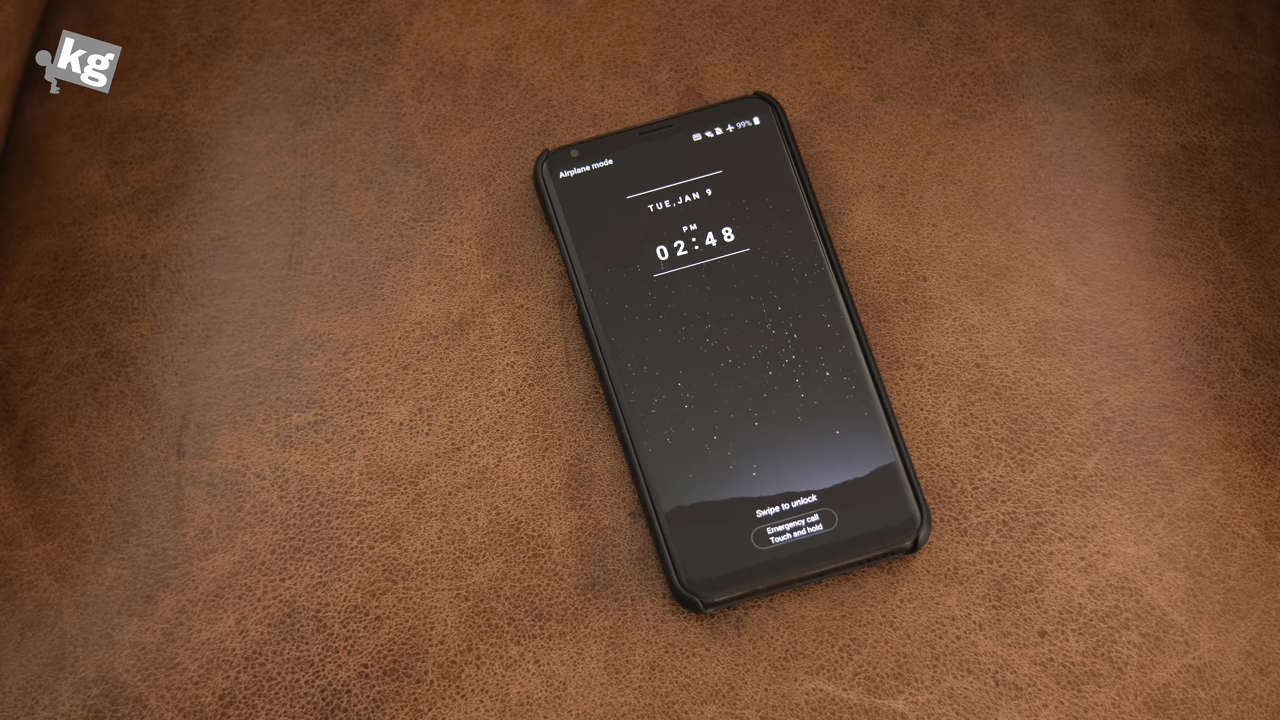 kg
99%
Airplane mode
TUE,JAN 9
PM
02:48
Swipe to unlock
Emergency call
Touch and hold